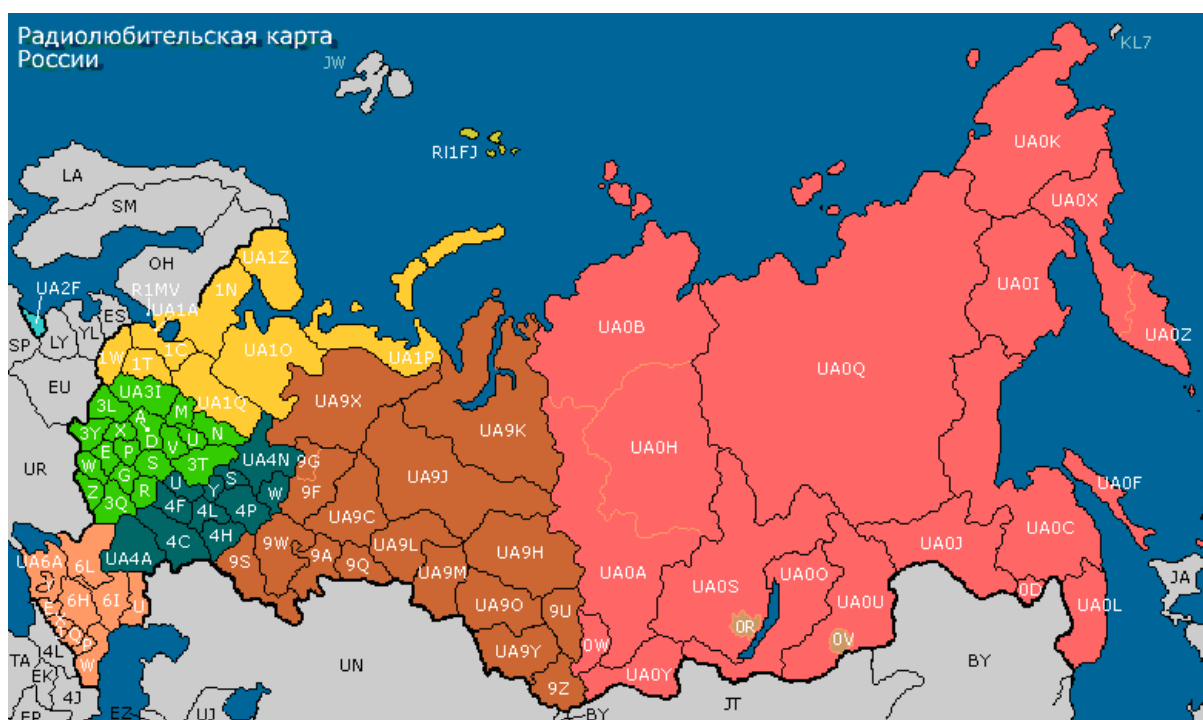 Радиолюбительская карта
России
JW
KL7
RI1FJ
UA0K
LA
UA0X
SM
OH
UA1Z
UA2F
R1MV
1N
UA1A
UA0I
ES
UA0B
UA0Z
SP
LY
YL
1W
1T
1C
UA1O
UA1P
UA0Q
EU
UA3I
3L
UA1Q
M
UA9X
A
3Y
X
D
U
N
UA9K
UA0H
E
P
V
W
S
3T
UA4N
9G
UR
G
U
S
W
UA9J
Z
3Q
R
Y
9F
UA0F
4F
4L
4P
UA9C
UA0C
4H
UA6A
6L
UA4A
4C
9S
9W
9A
9Q
UA9L
UA9M
UA9H
UA0A
UA0S
UA0O
UA0J
JA
Y
E
X
6H
6I
U
UA9O
9U
UA0U
0D
UA0L
Q
P
0W
0R
0V
TA
4L
W
UN
UA9Y
UA0Y
BY
EK
4J
9Z
JT
ER
EZ
UJ
BY